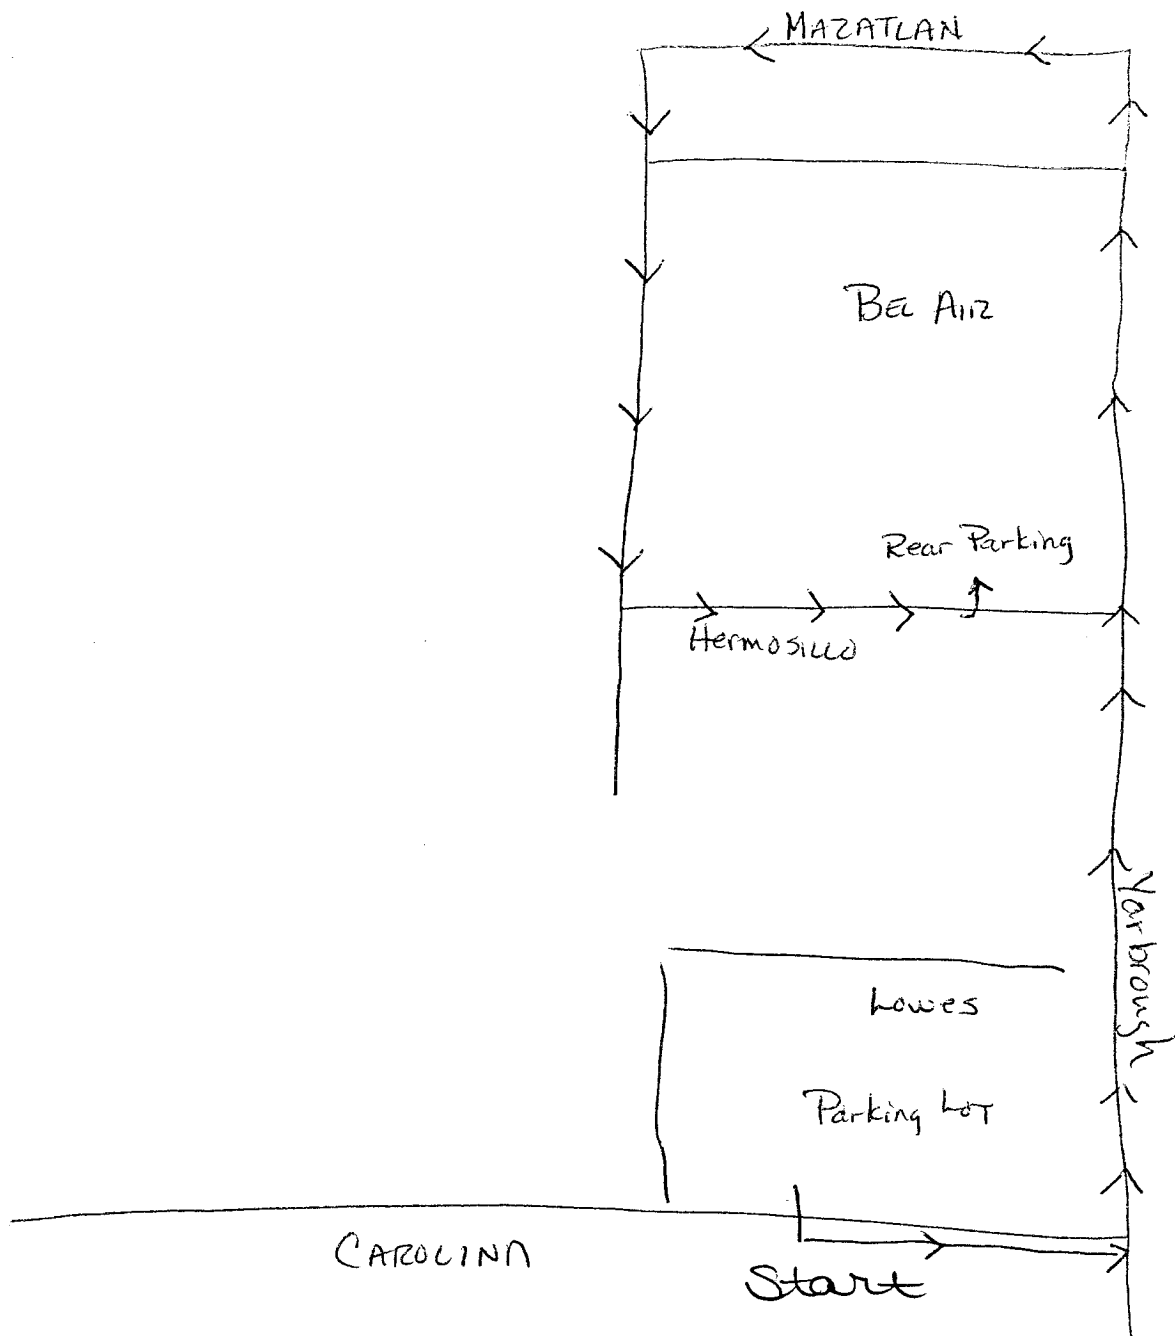 MAZATLAN
BEL AIR
Rear Parking
Hermosillo
Yarbrough
Lowes
Parking Lot
CAROLINA
Start